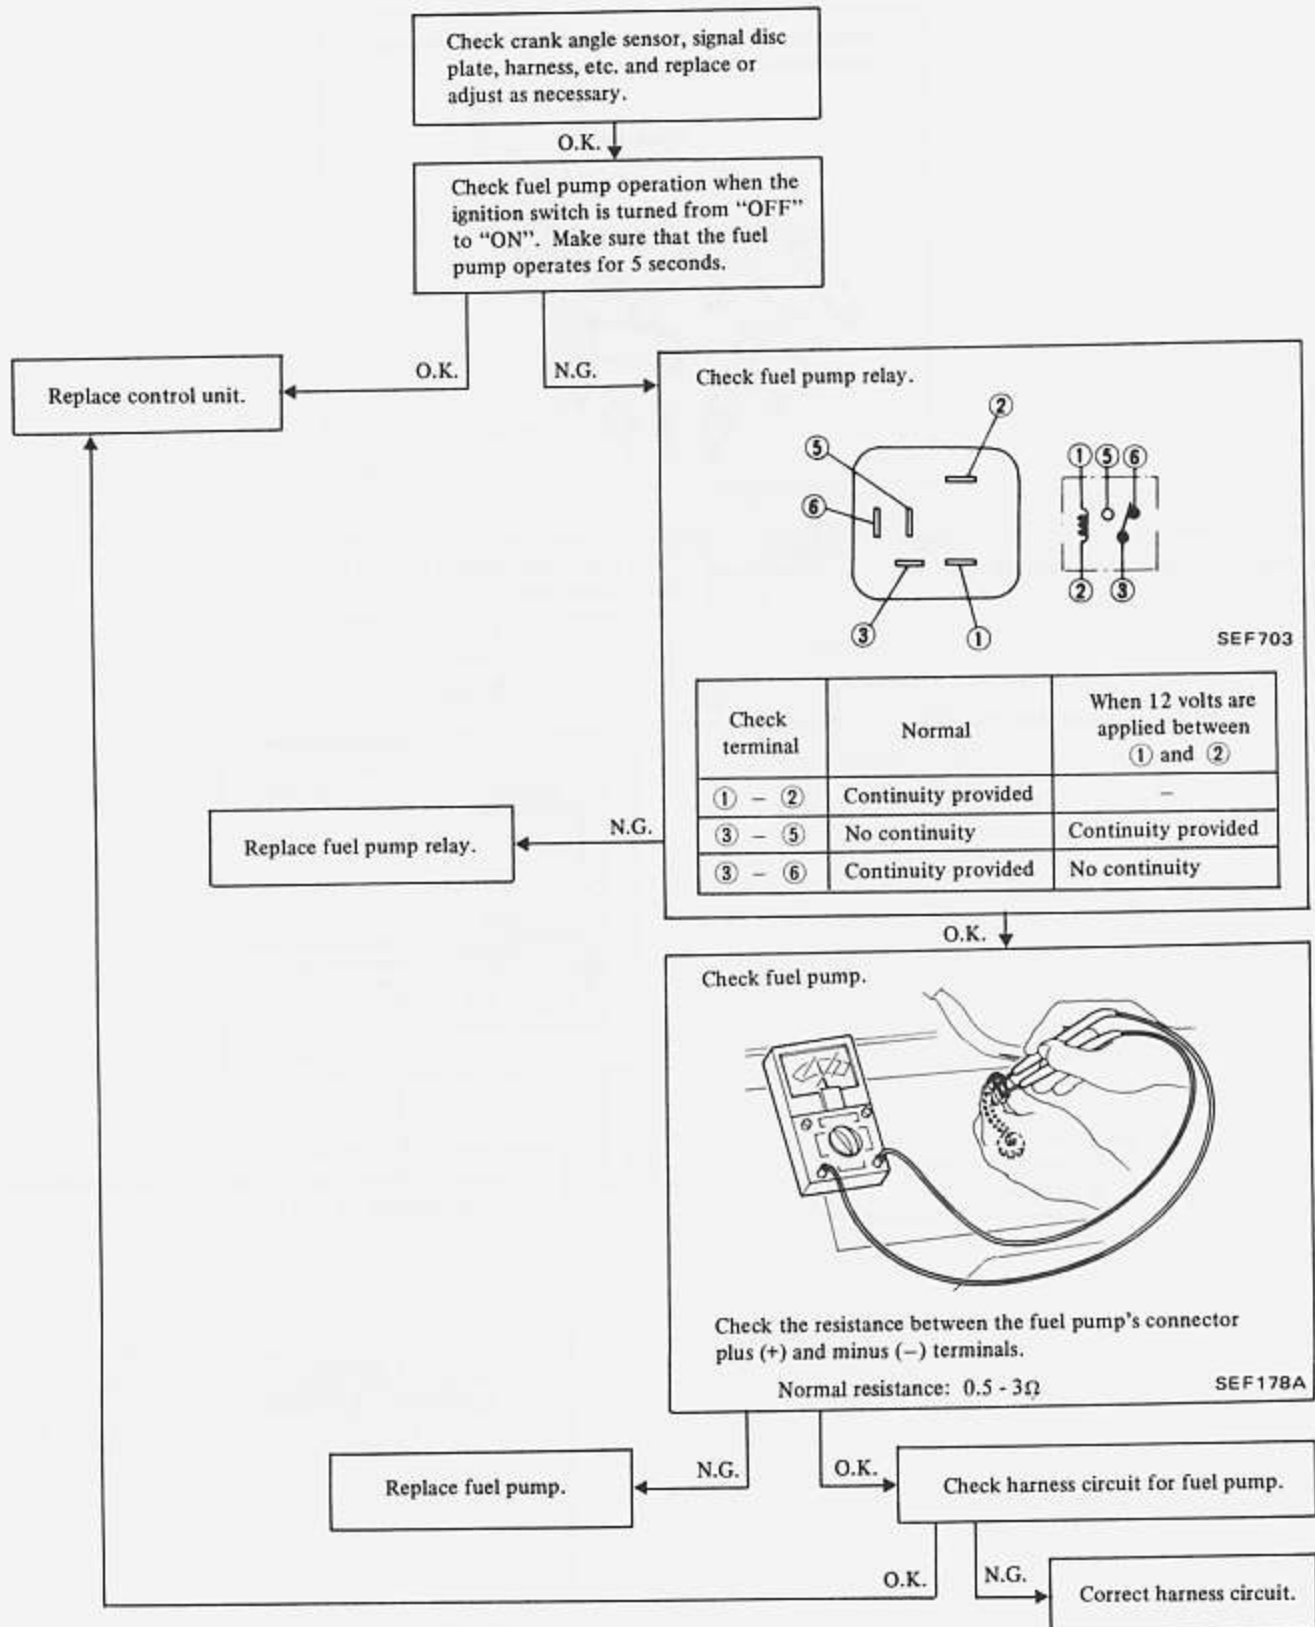 Check crank angle sensor, signal disc
plate, harness, etc. and replace or
adjust as necessary.
O.K.
Check fuel pump operation when the
ignition switch is turned from “OFF”
to “ON”. Make sure that the fuel
pump operates for 5 seconds.
O.K.
N.G.
Replace control unit.
Check fuel pump relay.
②
⑤
⑥
③
①
① ⑤ ⑥
② ③
SEF703
Check
terminal
Normal
When 12 volts are
applied between
① and ②
① – ② Continuity provided –
③ – ⑤ No continuity Continuity provided
③ – ⑥ Continuity provided No continuity
N.G.
Replace fuel pump relay.
O.K.
Check fuel pump.
Check the resistance between the fuel pump’s connector
plus (+) and minus (–) terminals.
Normal resistance: 0.5 - 3Ω
SEF178A
N.G.
O.K.
Replace fuel pump.
Check harness circuit for fuel pump.
O.K.
N.G.
Correct harness circuit.